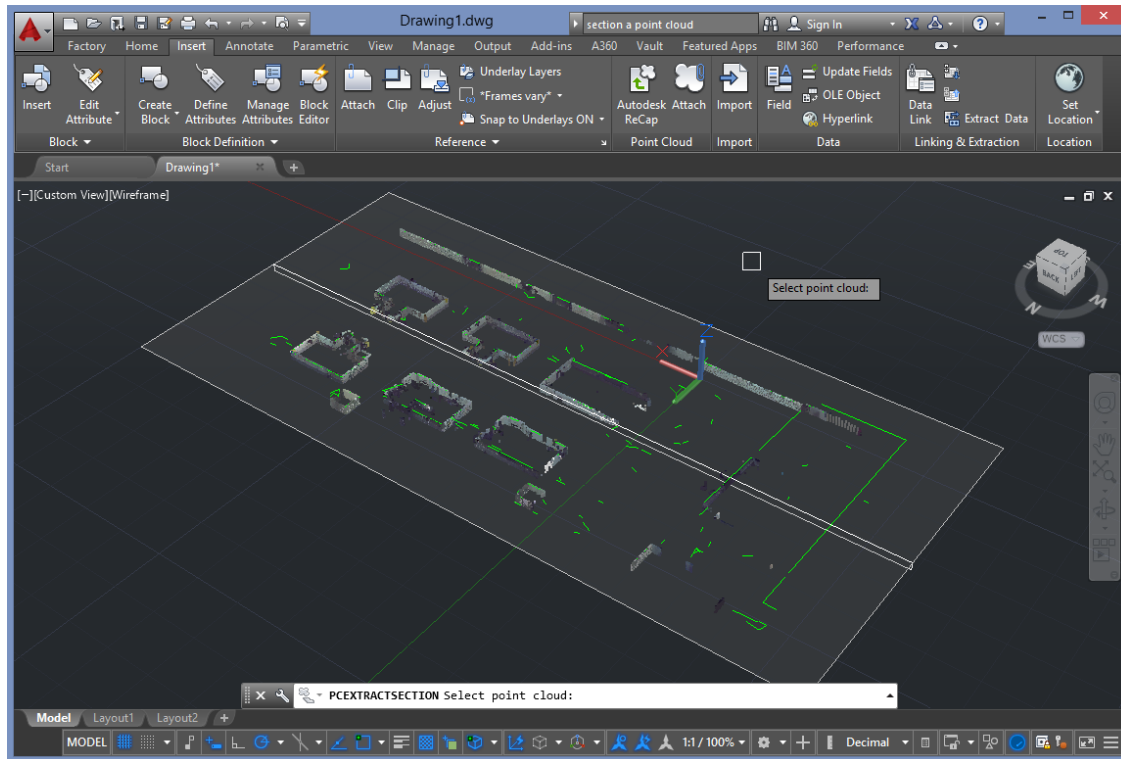 Drawing1.dwg
section a point cloud
Sign In
Factory Home Insert Annotate Parametric View Manage Output Add-ins A360 Vault Featured Apps BIM 360 Performance
Insert
Edit Attribute
Create Block
Define Attributes
Manage Attributes
Block Editor
Attach
Clip
Adjust
Underlay Layers
*Frames vary*
Snap to Underlays ON
Autodesk ReCap
Attach
Import
Field
Update Fields
OLE Object
Hyperlink
Data Link
Extract Data
Set Location
Block
Block Definition
Reference
Point Cloud
Import
Data
Linking & Extraction
Location
Start
Drawing1*
[−][Custom View][Wireframe]
TOP
BACK
LEFT
N
WCS
Select point cloud:
Z
X
PCEXTRACTSECTION Select point cloud:
Model Layout1 Layout2 +
MODEL
1:1 / 100%
Decimal